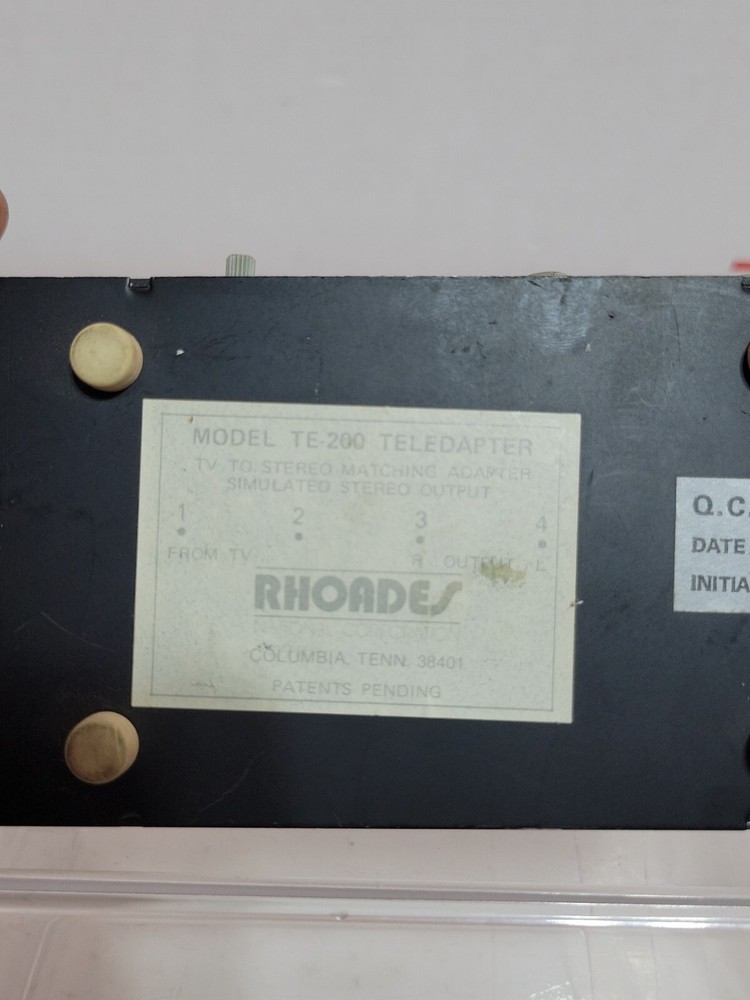 MODEL TE-200 TELEDAPTER
TV TO STEREO MATCHING ADAPTER
SIMULATED STEREO OUTPUT
1 2 3 4
FROM TV R OUTPUT L
RHOADES
COLUMBIA, TENN. 38401
PATENTS PENDING
Q.C.
DATE
INITIA